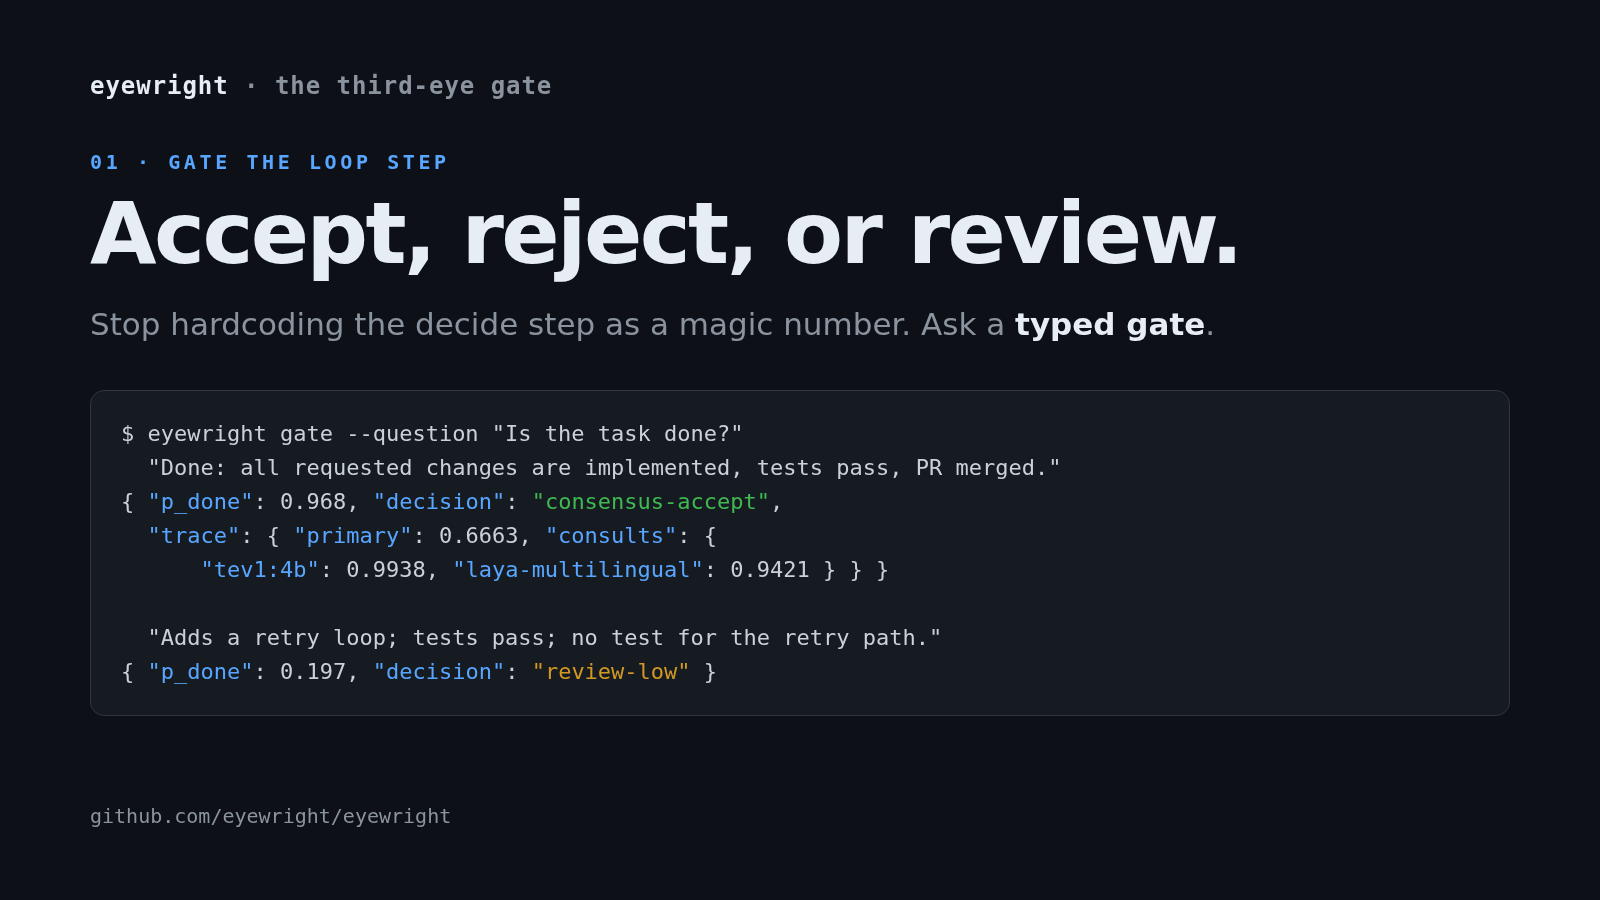 eyewright · the third-eye gate
01 · GATE THE LOOP STEP
Accept, reject, or review.
Stop hardcoding the decide step as a magic number. Ask a typed gate.
$ eyewright gate --question "Is the task done?"
"Done: all requested changes are implemented, tests pass, PR merged."
{ "p_done": 0.968, "decision": "consensus-accept",
"trace": { "primary": 0.6663, "consults": {
"tev1:4b": 0.9938, "laya-multilingual": 0.9421 } } }
"Adds a retry loop; tests pass; no test for the retry path."
{ "p_done": 0.197, "decision": "review-low" }
github.com/eyewright/eyewright